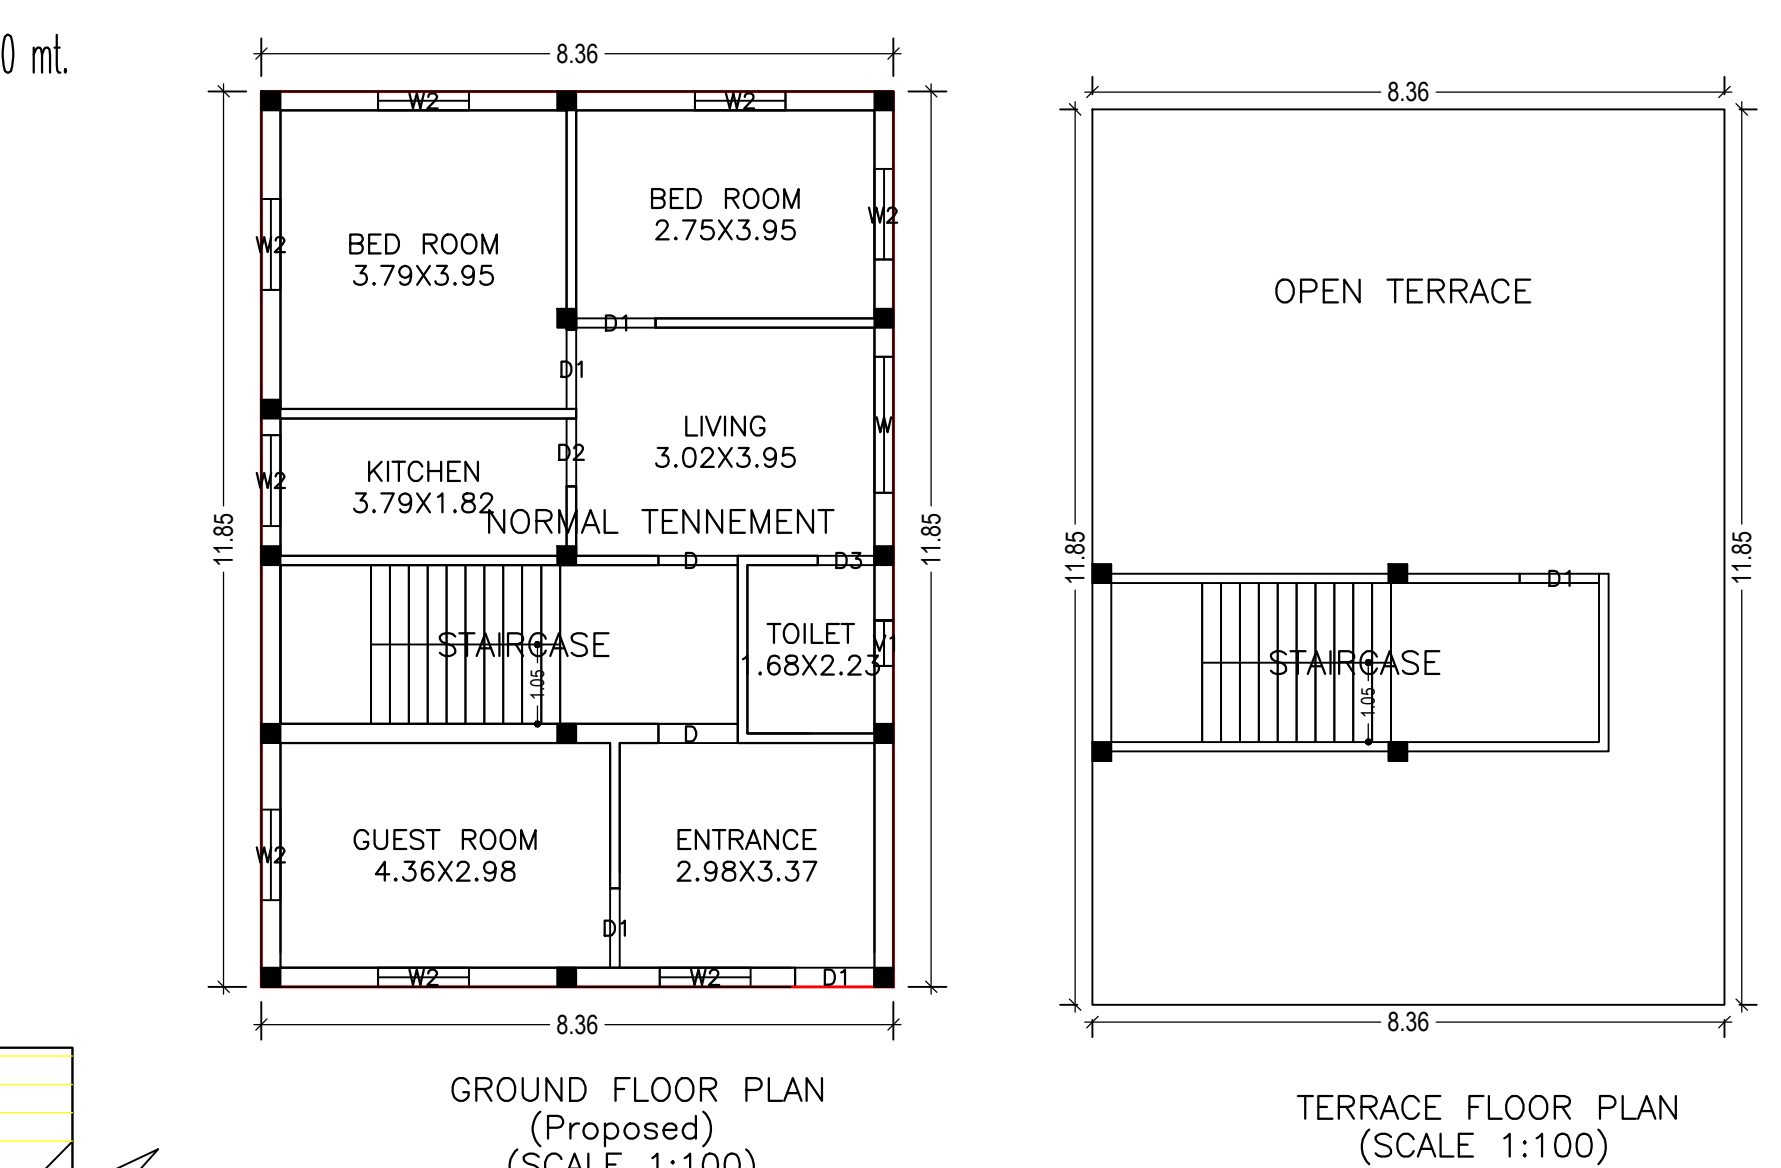 0 mt.
8.36
8.36
W2
W2
11.85
11.85
11.85
11.85
BED ROOM
2.75X3.95
W2
W2
BED ROOM
3.79X3.95
OPEN TERRACE
D1
D1
LIVING
3.02X3.95
W
D2
KITCHEN
3.79X1.82
W2
NORMAL TENNEMENT
D
D3
D1
STAIRCASE
1.05
TOILET
1.68X2.23
V1
STAIRCASE
1.05
D
GUEST ROOM
4.36X2.98
W2
ENTRANCE
2.98X3.37
D1
W2
W2
D1
8.36
8.36
GROUND FLOOR PLAN
(Proposed)
(SCALE 1:100)
TERRACE FLOOR PLAN
(SCALE 1:100)